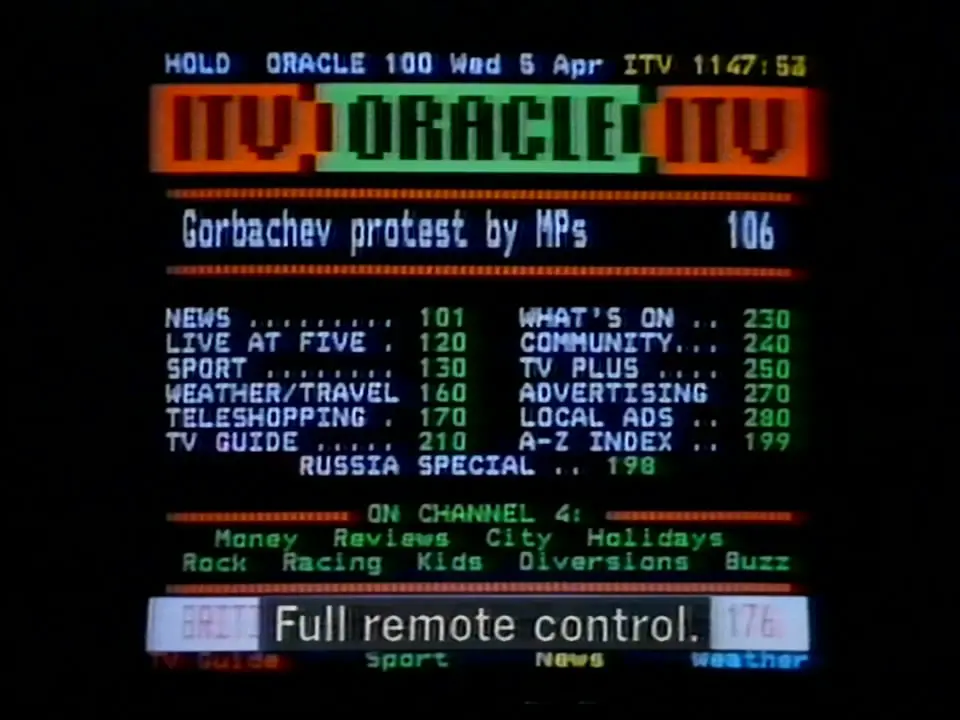 HOLD ORACLE 100 Wed 5 Apr ITV 1147:53
ITV ORACLE ITV
Gorbachev protest by MPs 106
NEWS ......... 101 WHAT'S ON .. 230
LIVE AT FIVE . 120 COMMUNITY... 240
SPORT ........ 130 TV PLUS .... 250
WEATHER/TRAVEL 160 ADVERTISING 270
TELESHOPPING . 170 LOCAL ADS .. 280
TV GUIDE ..... 210 A-Z INDEX .. 199
RUSSIA SPECIAL .. 198
ON CHANNEL 4:
Money Reviews City Holidays
Rock Racing Kids Diversions Buzz
Full remote control. 176
TV Guide Sport News Weather